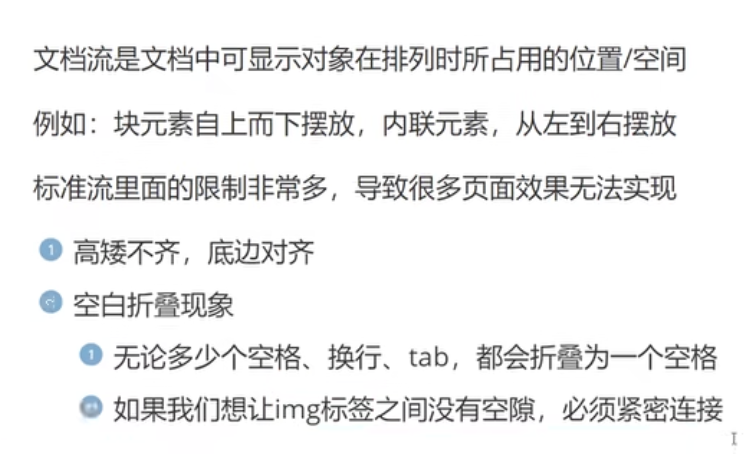 文档流是文档中可显示对象在排列时所占用的位置/空间
例如：块元素自上而下摆放，内联元素，从左到右摆放
标准流里面的限制非常多，导致很多页面效果无法实现
1 高矮不齐，底边对齐
2 空白折叠现象
1 无论多少个空格、换行、tab，都会折叠为一个空格
如果我们想让img标签之间没有空隙，必须紧密连接